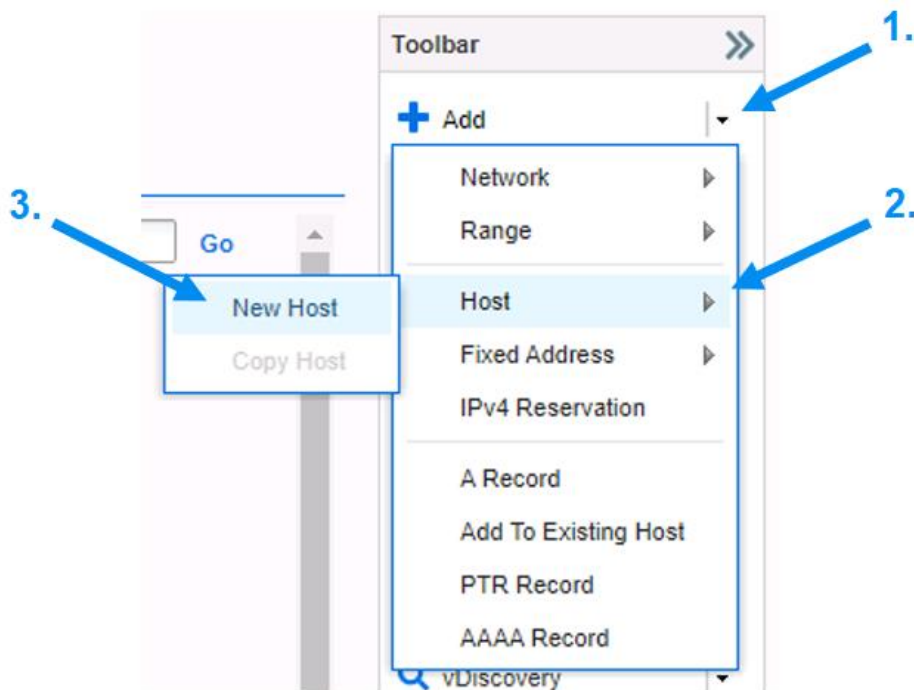 Toolbar
1.
Add
Network
Range
2.
3.
Go
Host
New Host
Copy Host
Fixed Address
IPv4 Reservation
A Record
Add To Existing Host
PTR Record
AAAA Record
vDiscovery